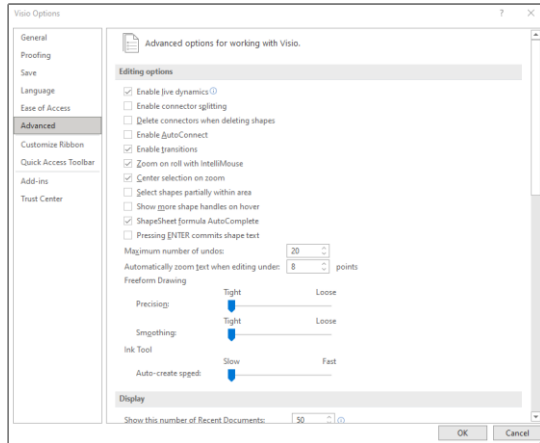 Visio Options ? ×
General
Proofing
Save
Language
Ease of Access
Advanced
Customize Ribbon
Quick Access Toolbar
Add-ins
Trust Center
Advanced options for working with Visio.
Editing options
Enable live dynamics
Enable connector splitting
Delete connectors when deleting shapes
Enable AutoConnect
Enable transitions
Zoom on roll with IntelliMouse
Center selection on zoom
Select shapes partially within area
Show more shape handles on hover
ShapeSheet formula AutoComplete
Pressing ENTER commits shape text
Maximum number of undos: 20
Automatically zoom text when editing under: 8 points
Freeform Drawing
Tight Loose
Precision:
Tight Loose
Smoothing:
Ink Tool
Slow Fast
Auto-create speed:
Display
Show this number of Recent Documents: 50
OK Cancel